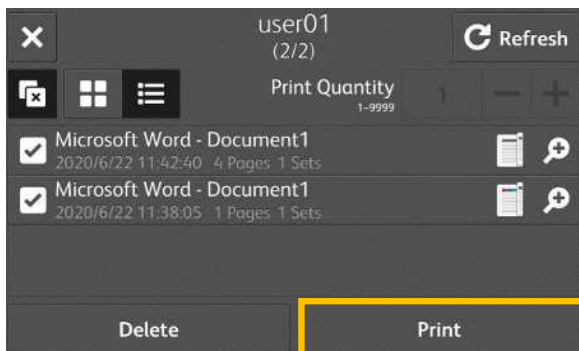 user01
(2/2)
Refresh
Print Quantity
1-9999
1
Microsoft Word - Document1
2020/6/22 11:42:40 4 Pages 1 Sets
Microsoft Word - Document1
2020/6/22 11:38:05 1 Pages 1 Sets
Delete
Print